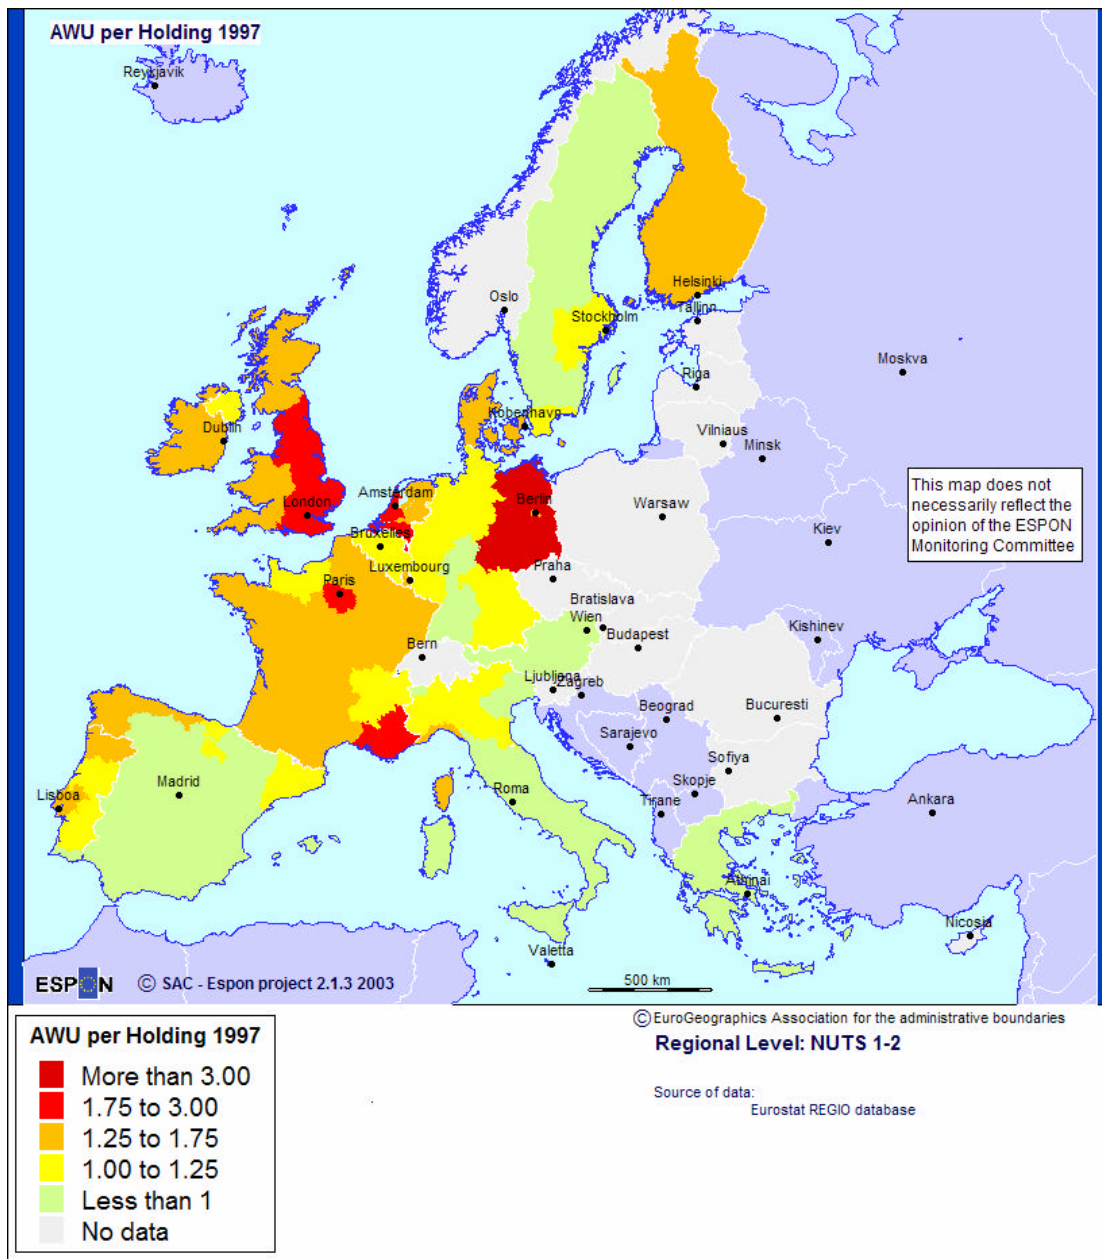 AWU per Holding 1997
Reykjavik
Oslo
Helsinki
Tallinn
Stockholm
Moskva
Riga
København
Vilniaus
Minsk
Dublin
London
Amsterdam
Berlin
Warsaw
This map does not
necessarily reflect the
opinion of the ESPON
Monitoring Committee
Kiev
Bruxelles
Luxembourg
Praha
Paris
Bratislava
Wien
Budapest
Kishinev
Bern
Ljubljana
Zagreb
Beograd
Bucuresti
Sarajevo
Sofiya
Skopje
Madrid
Lisboa
Roma
Tirane
Ankara
Athinai
Nicosia
Valetta
ESPON © SAC - Espon project 2.1.3 2003
500 km
© EuroGeographics Association for the administrative boundaries
Regional Level: NUTS 1-2
Source of data:
Eurostat REGIO database
AWU per Holding 1997
More than 3.00
1.75 to 3.00
1.25 to 1.75
1.00 to 1.25
Less than 1
No data